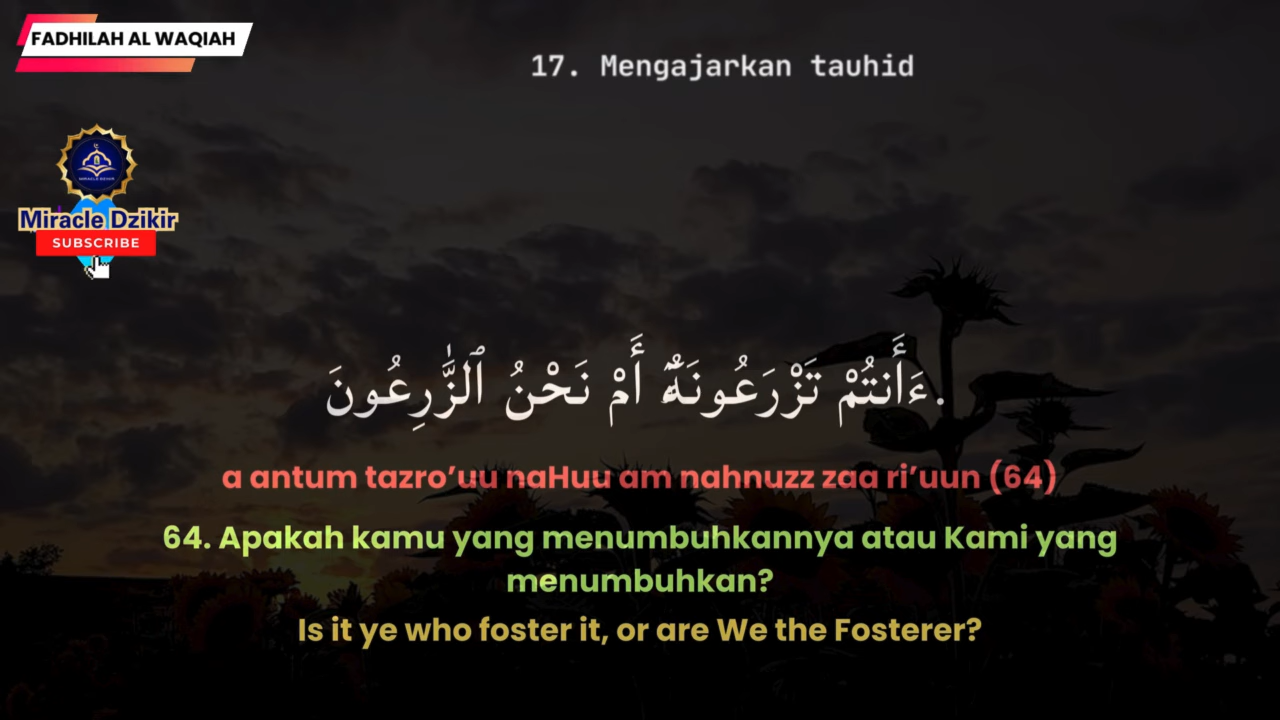 FADHILAH AL WAQIAH
17. Mengajarkan tauhid
MIRACLE DZIKIR
Miracle Dzikir
SUBSCRIBE
ءَأَنتُمْ تَزْرَعُونَهُۥٓ أَمْ نَحْنُ ٱلزَّٰرِعُونَ.
a antum tazro’uu naHuu am nahnuzz zaa ri’uun (64)
64. Apakah kamu yang menumbuhkannya atau Kami yang
menumbuhkan?
Is it ye who foster it, or are We the Fosterer?